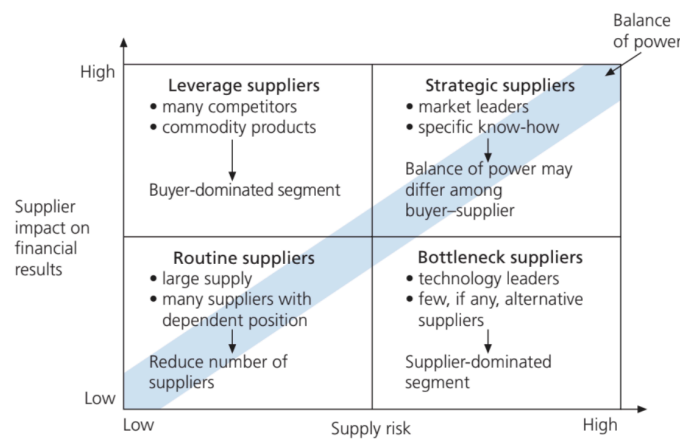 Balance
of power
High
Leverage suppliers
• many competitors
• commodity products
Buyer-dominated segment
Strategic suppliers
• market leaders
• specific know-how
Balance of power may
differ among
buyer–supplier
Supplier
impact on
financial
results
Routine suppliers
• large supply
• many suppliers with
dependent position
Reduce number of
suppliers
Bottleneck suppliers
• technology leaders
• few, if any, alternative
suppliers
Supplier-dominated
segment
Low
Low
Supply risk
High